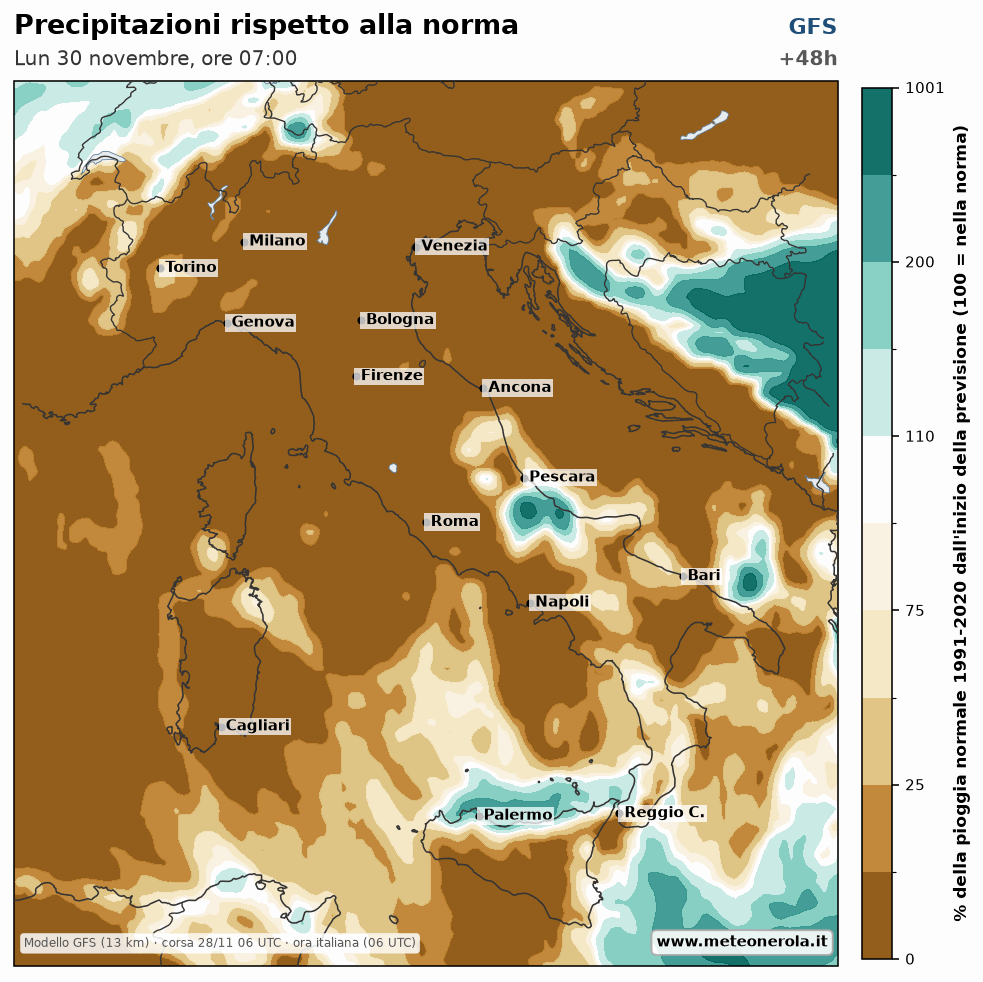 Precipitazioni rispetto alla norma
GFS
Lun 30 novembre, ore 07:00
+48h
1001
200
110
75
25
0
% della pioggia normale 1991-2020 dall'inizio della previsione (100 = nella norma)
Milano
Venezia
Torino
Genova
Bologna
Firenze
Ancona
Pescara
Roma
Bari
Napoli
Cagliari
Palermo
Reggio C.
Modello GFS (13 km) · corsa 28/11 06 UTC · ora italiana (06 UTC)
www.meteonerola.it